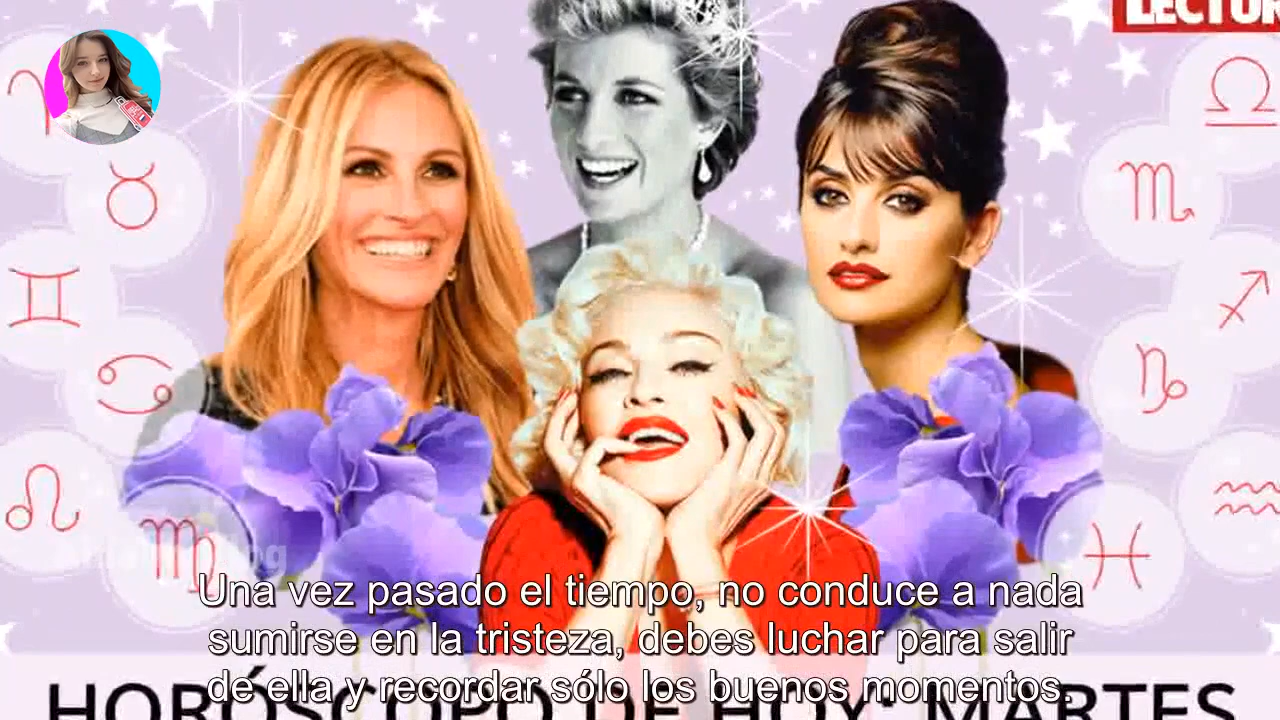 LECTUR
Una vez pasado el tiempo, no conduce a nada
sumirse en la tristeza, debes luchar para salir
de ella y recordar sólo los buenos momentos.
HORÓSCOPO DE HOY: MARTES